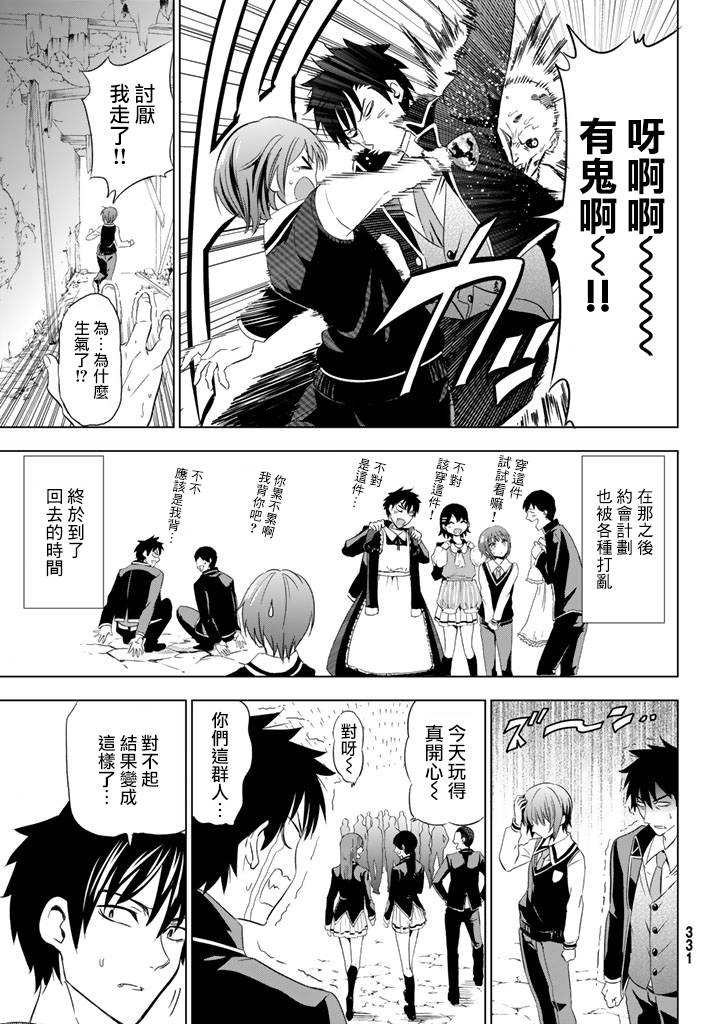 呀啊啊～～～～
有鬼啊～!!
ガッ
討厭
我走了!!
為…為什麼
生氣了!?
在那之後
約會計劃
也被各種打亂
穿這件
試試看嘛！
不對
該穿這件！
不對
是這件…
你累不累啊
我背你吧？
不不
應該是我背…
終於到了
回去的時間
ズ～ン…
今天玩得
真開心～
對呀～
你們這群人…
對不起
結果變成
這樣了…
331